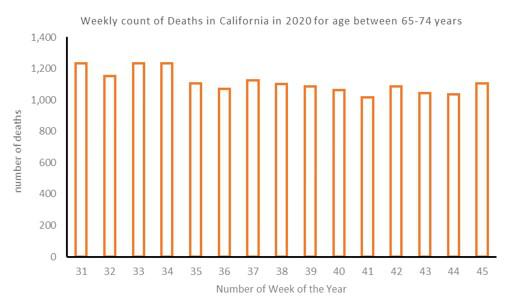 Weekly count of Deaths in California in 2020 for age between 65-74 years
1,400
1,200
1,000
800
600
400
200
0
number of deaths
31 32 33 34 35 36 37 38 39 40 41 42 43 44 45
Number of Week of the Year